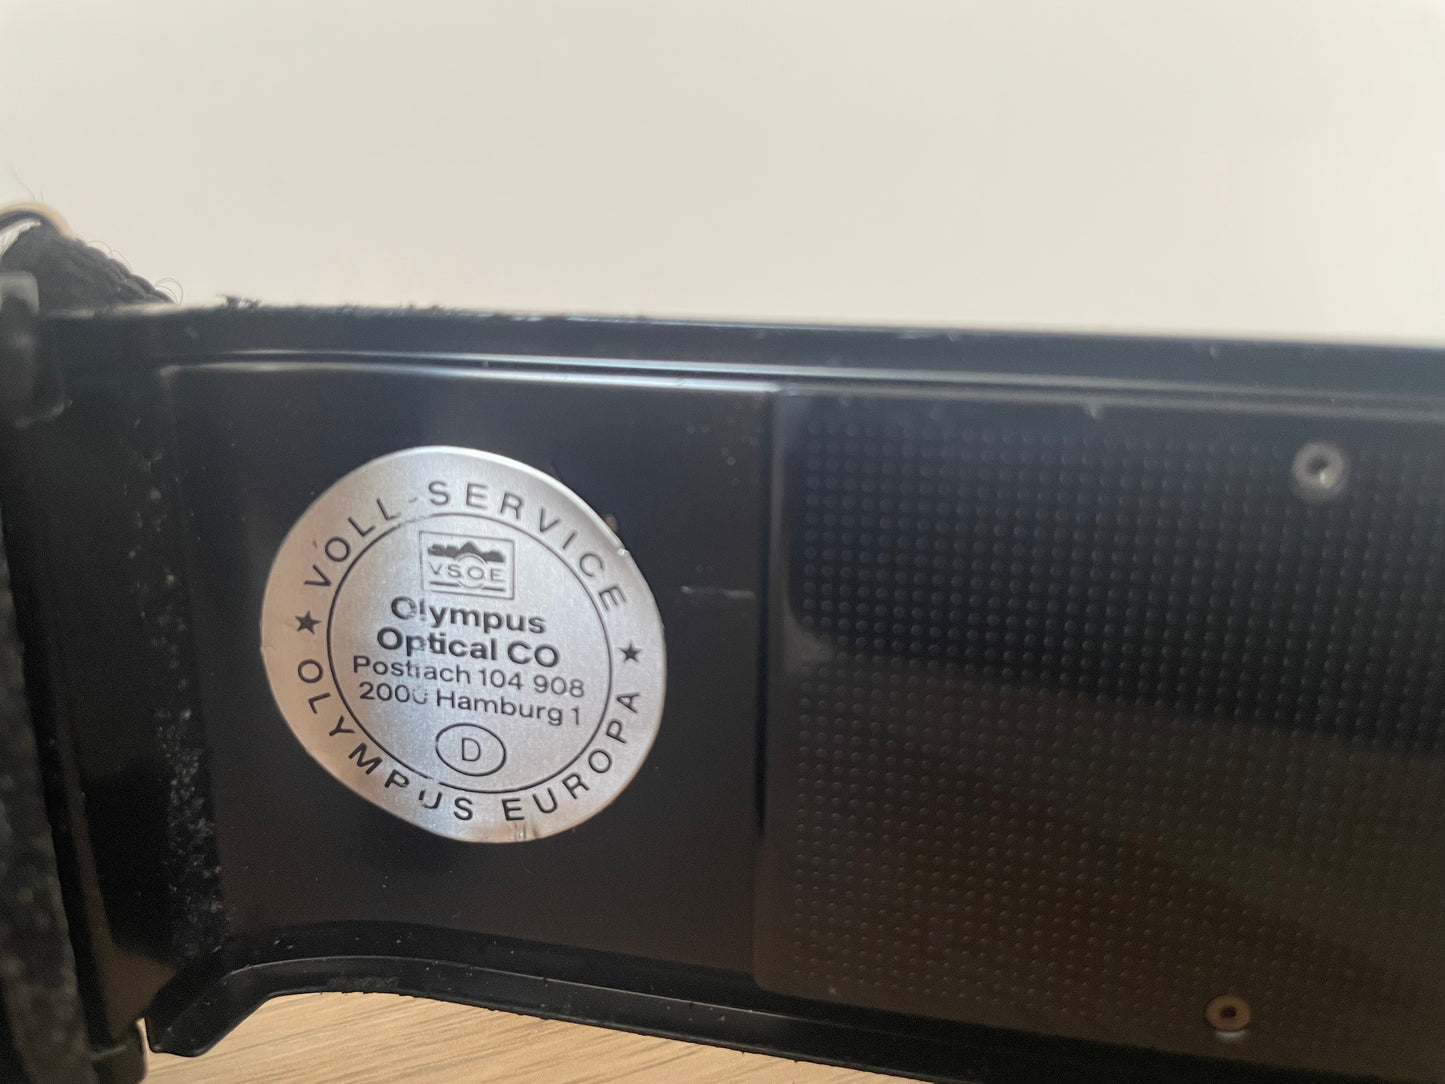 VOLL-SERVICE
V.S.O.E
Olympus
Optical CO
Postfach 104 908
2000 Hamburg 1
D
★ OLYMPUS EUROPA ★